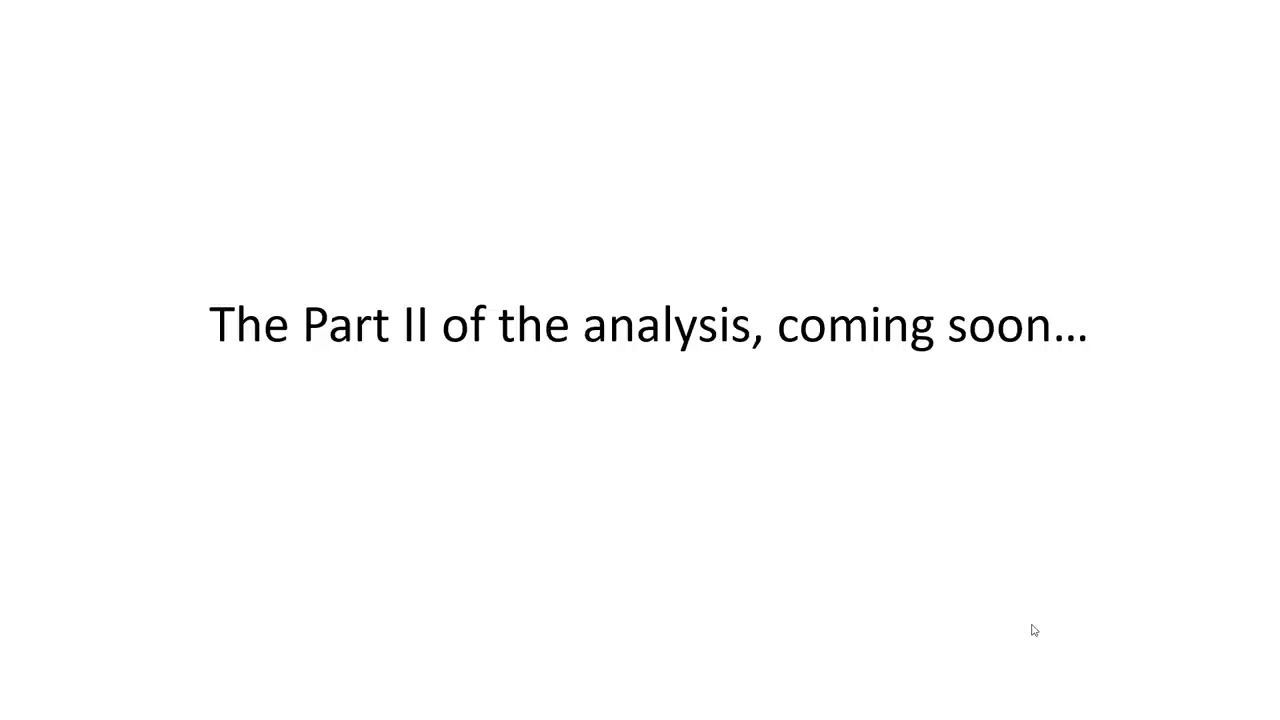 The Part II of the analysis, coming soon…